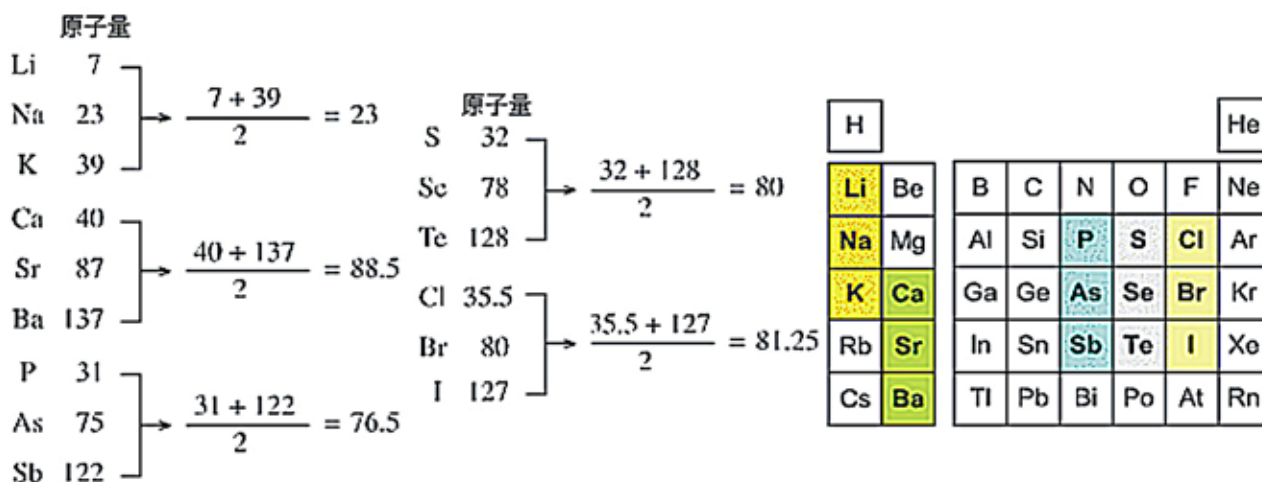 原子量
Li 7
Na 23
K 39
7 + 39
2
= 23
Ca 40
Sr 87
Ba 137
40 + 137
2
= 88.5
P 31
As 75
Sb 122
31 + 122
2
= 76.5
原子量
S 32
Se 78
Te 128
32 + 128
2
= 80
Cl 35.5
Br 80
I 127
35.5 + 127
2
= 81.25
H He
Li Be B C N O F Ne
Na Mg Al Si P S Cl Ar
K Ca Ga Ge As Se Br Kr
Rb Sr In Sn Sb Te I Xe
Cs Ba Tl Pb Bi Po At Rn